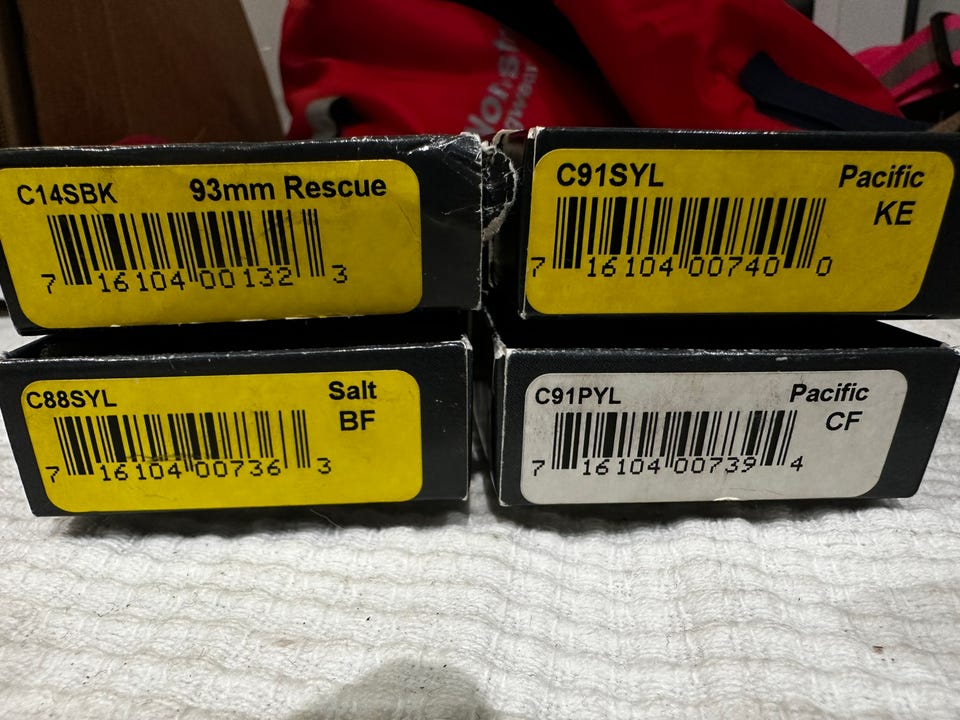 C14SBK 93mm Rescue
7 16104 00132 3
C91SYL Pacific
KE
7 16104 00740 0
C88SYL Salt
BF
7 16104 00736 3
C91PYL Pacific
CF
7 16104 00739 4